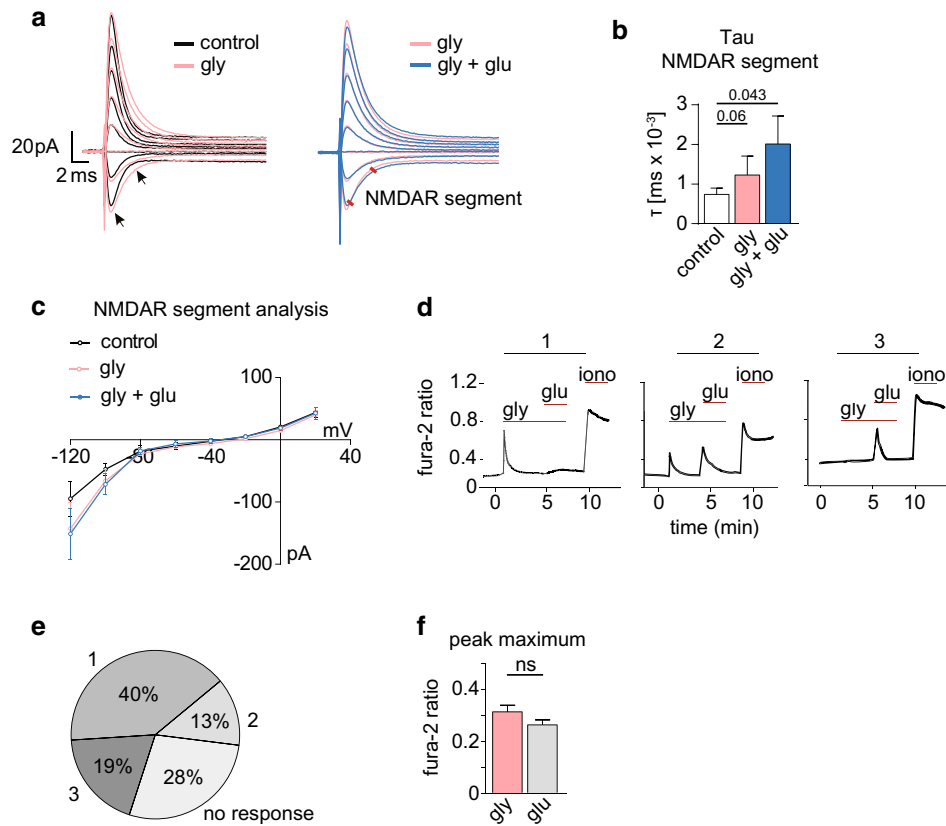 a
control
gly
gly
gly + glu
20 pA
2 ms
NMDAR segment
b
Tau
NMDAR segment
0.043
0.06
3
2
1
0
τ [ms x 10⁻³]
control
gly
gly + glu
c
NMDAR segment analysis
control
gly
gly + glu
100
mV
-120
-80
-40
40
-100
-200
pA
d
1
2
3
iono
glu
gly
iono
glu
gly
iono
glu
gly
1.2
0.8
0.4
0
fura-2 ratio
0
5
10
0
5
10
0
5
10
time (min)
e
1
40%
2
13%
3
19%
28%
no response
f
peak maximum
ns
0.4
0.2
0
fura-2 ratio
gly
glu